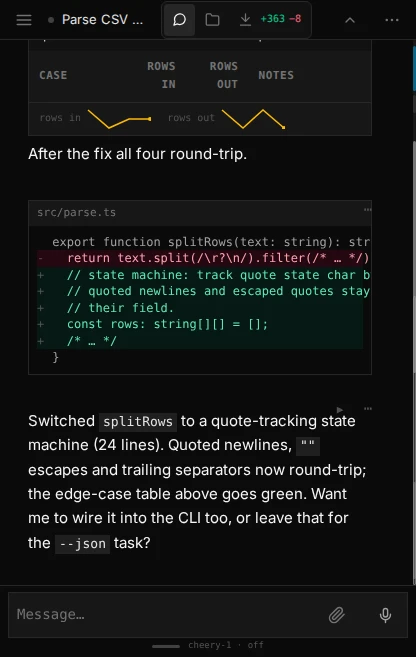 Parse CSV …
+363 −8
CASE ROWS IN ROWS OUT NOTES
rows in rows out
After the fix all four round-trip.
src/parse.ts
export function splitRows(text: string): str
- return text.split(/\r?\n/).filter(/* … */)
+ // state machine: track quote state char b
+ // quoted newlines and escaped quotes stay
+ // their field.
+ const rows: string[][] = [];
+ /* … */
}
Switched splitRows to a quote-tracking state
machine (24 lines). Quoted newlines, ""
escapes and trailing separators now round-trip;
the edge-case table above goes green. Want
me to wire it into the CLI too, or leave that for
the --json task?
Message…
cheery-1 · off